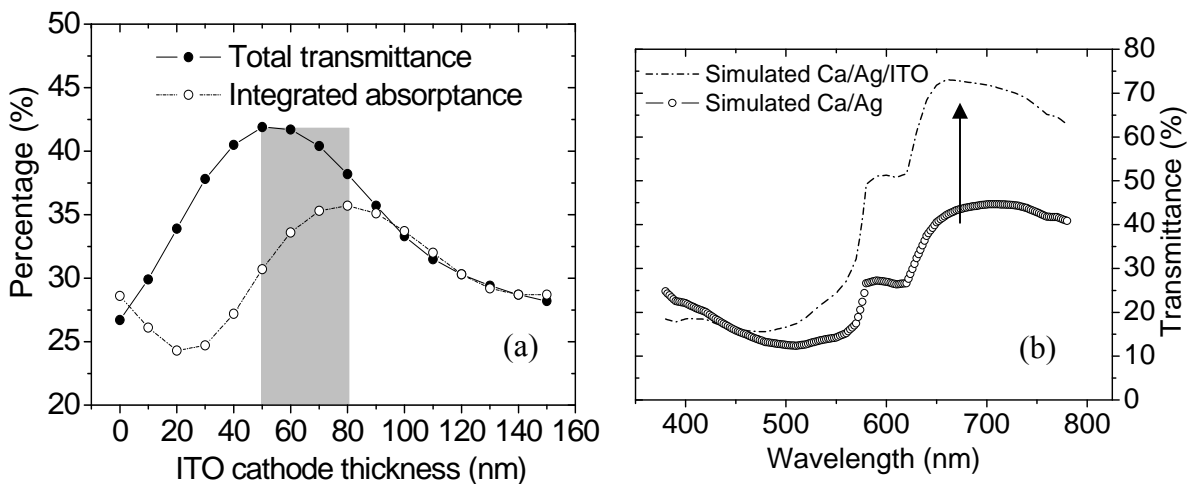 50
45
40
35
30
25
20
Percentage (%)
Total transmittance
Integrated absorptance
(a)
0 20 40 60 80 100 120 140 160
ITO cathode thickness (nm)
Simulated Ca/Ag/ITO
Simulated Ca/Ag
(b)
80
70
60
50
40
30
20
10
0
Transmittance (%)
400 500 600 700 800
Wavelength (nm)